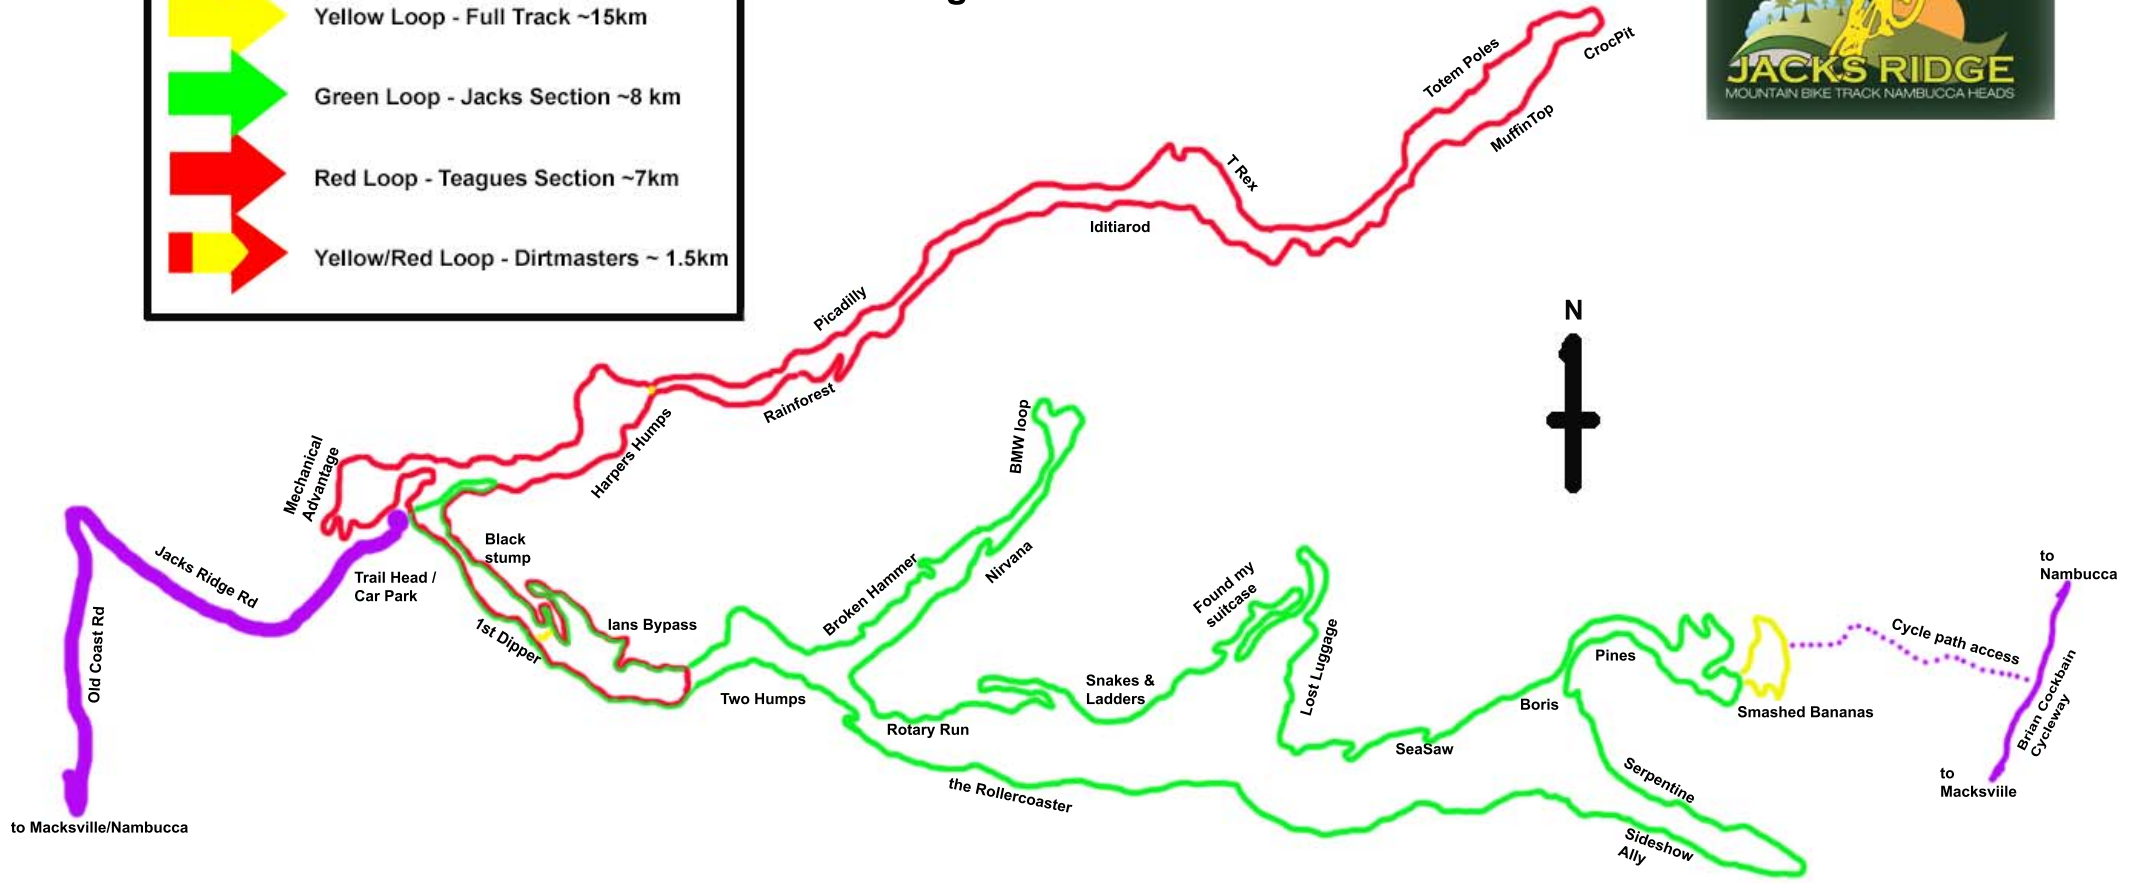 Yellow Loop - Full Track ~15km
Green Loop - Jacks Section ~8 km
Red Loop - Teagues Section ~7km
Yellow/Red Loop - Dirtmasters ~ 1.5km
JACKS RIDGE
MOUNTAIN BIKE TRACK NAMBUCCA HEADS
Totem Poles
CrocPit
MuffinTop
T Rex
Iditiarod
N
Picadilly
Rainforest
Harpers Humps
Mechanical
Advantage
BMW loop
Black
stump
Jacks Ridge Rd
Trail Head /
Car Park
Old Coast Rd
to Macksville/Nambucca
1st Dipper
Ians Bypass
Broken Hammer
Nirvana
Two Humps
Found my
suitcase
Lost Luggage
Snakes &
Ladders
Rotary Run
the Rollercoaster
SeaSaw
Boris
Pines
Smashed Bananas
Serpentine
Sideshow
Ally
Cycle path access
to
Nambucca
Brian Cockbain
Cycleway
to
Macksviile